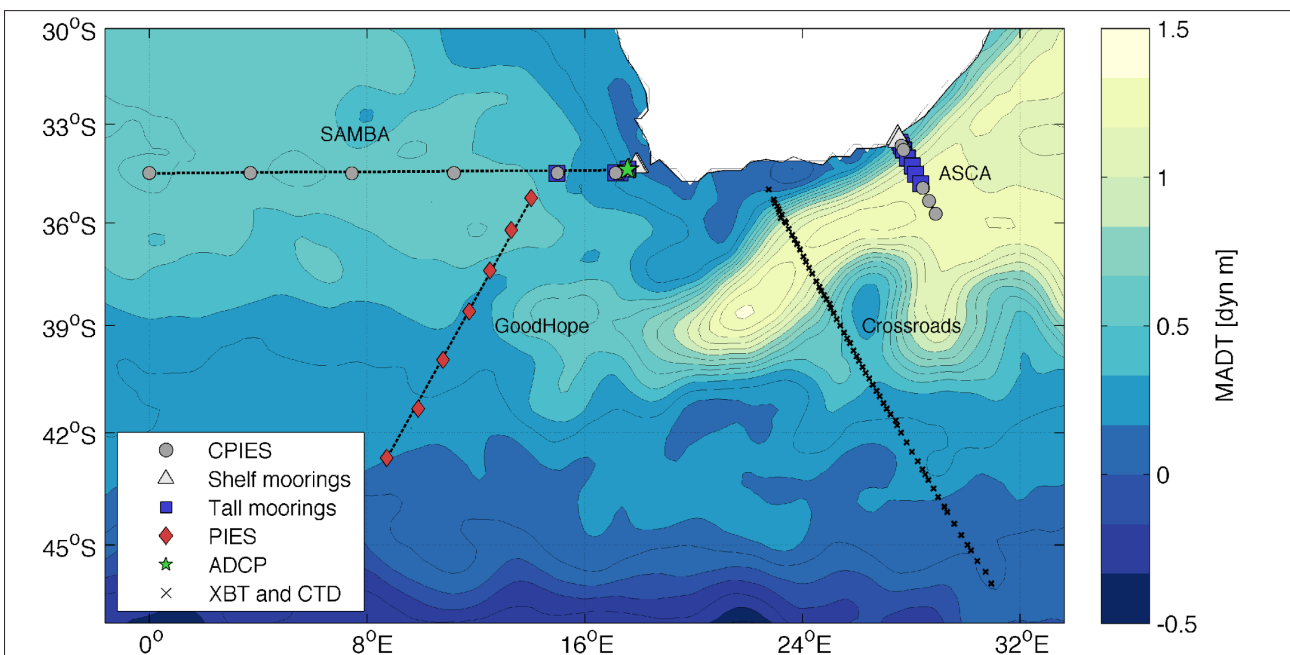 30°S
33°S
36°S
39°S
42°S
45°S
SAMBA
ASCA
GoodHope
Crossroads
CPIES
Shelf moorings
Tall moorings
PIES
ADCP
XBT and CTD
0°
8°E
16°E
24°E
32°E
1.5
1
0.5
0
-0.5
MADT [dyn m]